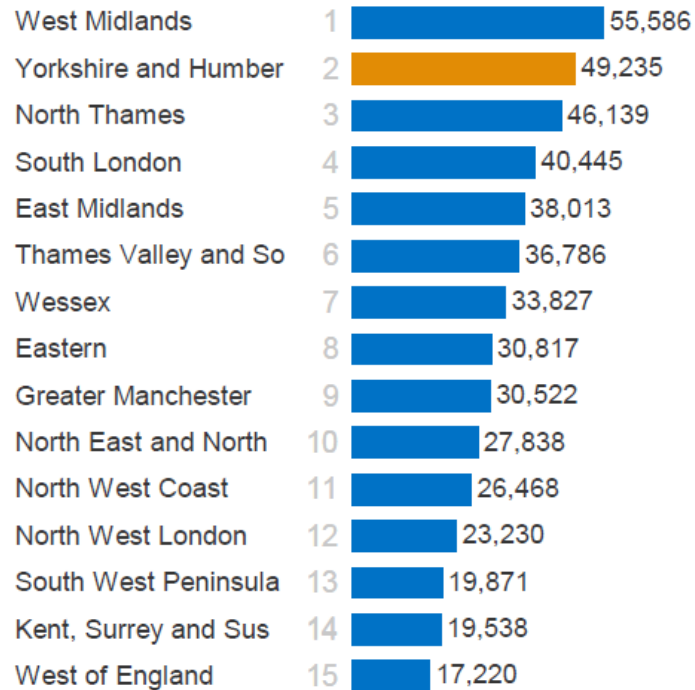 West Midlands 1 55,586
Yorkshire and Humber 2 49,235
North Thames 3 46,139
South London 4 40,445
East Midlands 5 38,013
Thames Valley and So 6 36,786
Wessex 7 33,827
Eastern 8 30,817
Greater Manchester 9 30,522
North East and North 10 27,838
North West Coast 11 26,468
North West London 12 23,230
South West Peninsula 13 19,871
Kent, Surrey and Sus 14 19,538
West of England 15 17,220